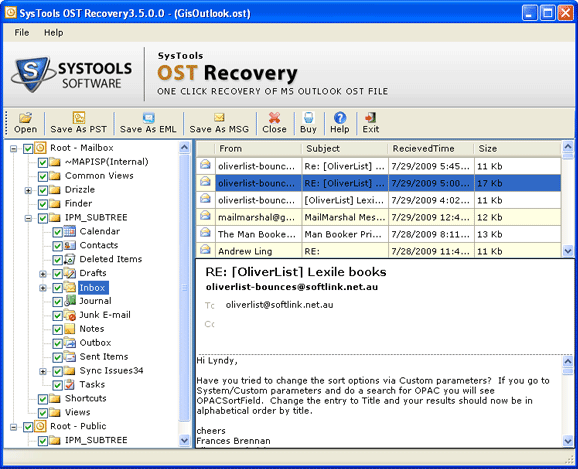 SysTools OST Recovery3.5.0.0 - (GisOutlook.ost)
File Help
SYSTOOLS
SOFTWARE
SysTools
OST Recovery
ONE CLICK RECOVERY OF MS OUTLOOK OST FILE
Open Save As PST Save As EML Save As MSG Close Buy Help Exit
Root - Mailbox
~MAPISP(Internal)
Common Views
Drizzle
Finder
IPM_SUBTREE
Calendar
Contacts
Deleted Items
Drafts
Inbox
Journal
Junk E-mail
Notes
Outbox
Sent Items
Sync Issues34
Tasks
Shortcuts
Views
Root - Public
IPM_SUBTREE
From Subject RecievedTime Size
oliverlist-bounc... Re: [OliverList] ... 7/29/2009 5:45... 11 Kb
oliverlist-bounc... RE: [OliverList] ... 7/29/2009 5:00... 17 Kb
oliverlist-bounc... [OliverList] Lexi... 7/29/2009 4:02... 11 Kb
mailmarshal@g... MailMarshal Mes... 7/29/2009 12:4... 12 Kb
The Man Booker... Man Booker Pri... 7/28/2009 8:11... 13 Kb
Andrew Ling RE: 7/28/2009 11:4... 11 Kb
RE: [OliverList] Lexile books
oliverlist-bounces@softlink.net.au
To oliverlist@softlink.net.au
Cc
Hi Lyndy,
Have you tried to change the sort options via Custom parameters? If you go to
System/Custom parameters and do a search for OPAC you will see
OPACSortField. Change the entry to Title and your results should now be in
alphabetical order by title.
cheers
Frances Brennan